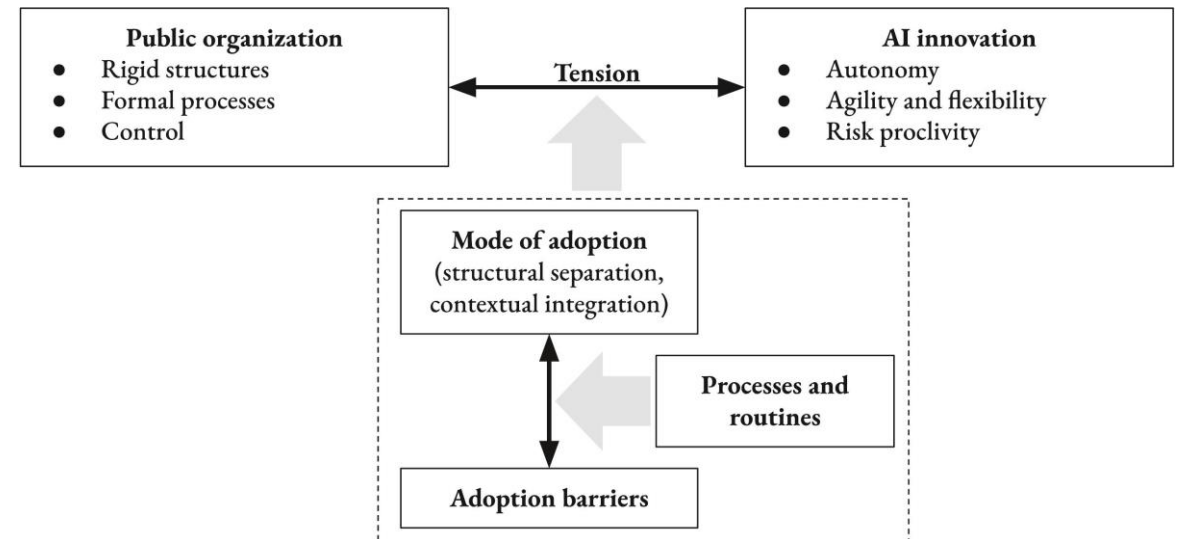 Public organization
● Rigid structures
● Formal processes
● Control
Tension
AI innovation
● Autonomy
● Agility and flexibility
● Risk proclivity
Mode of adoption
(structural separation,
contextual integration)
Processes and
routines
Adoption barriers